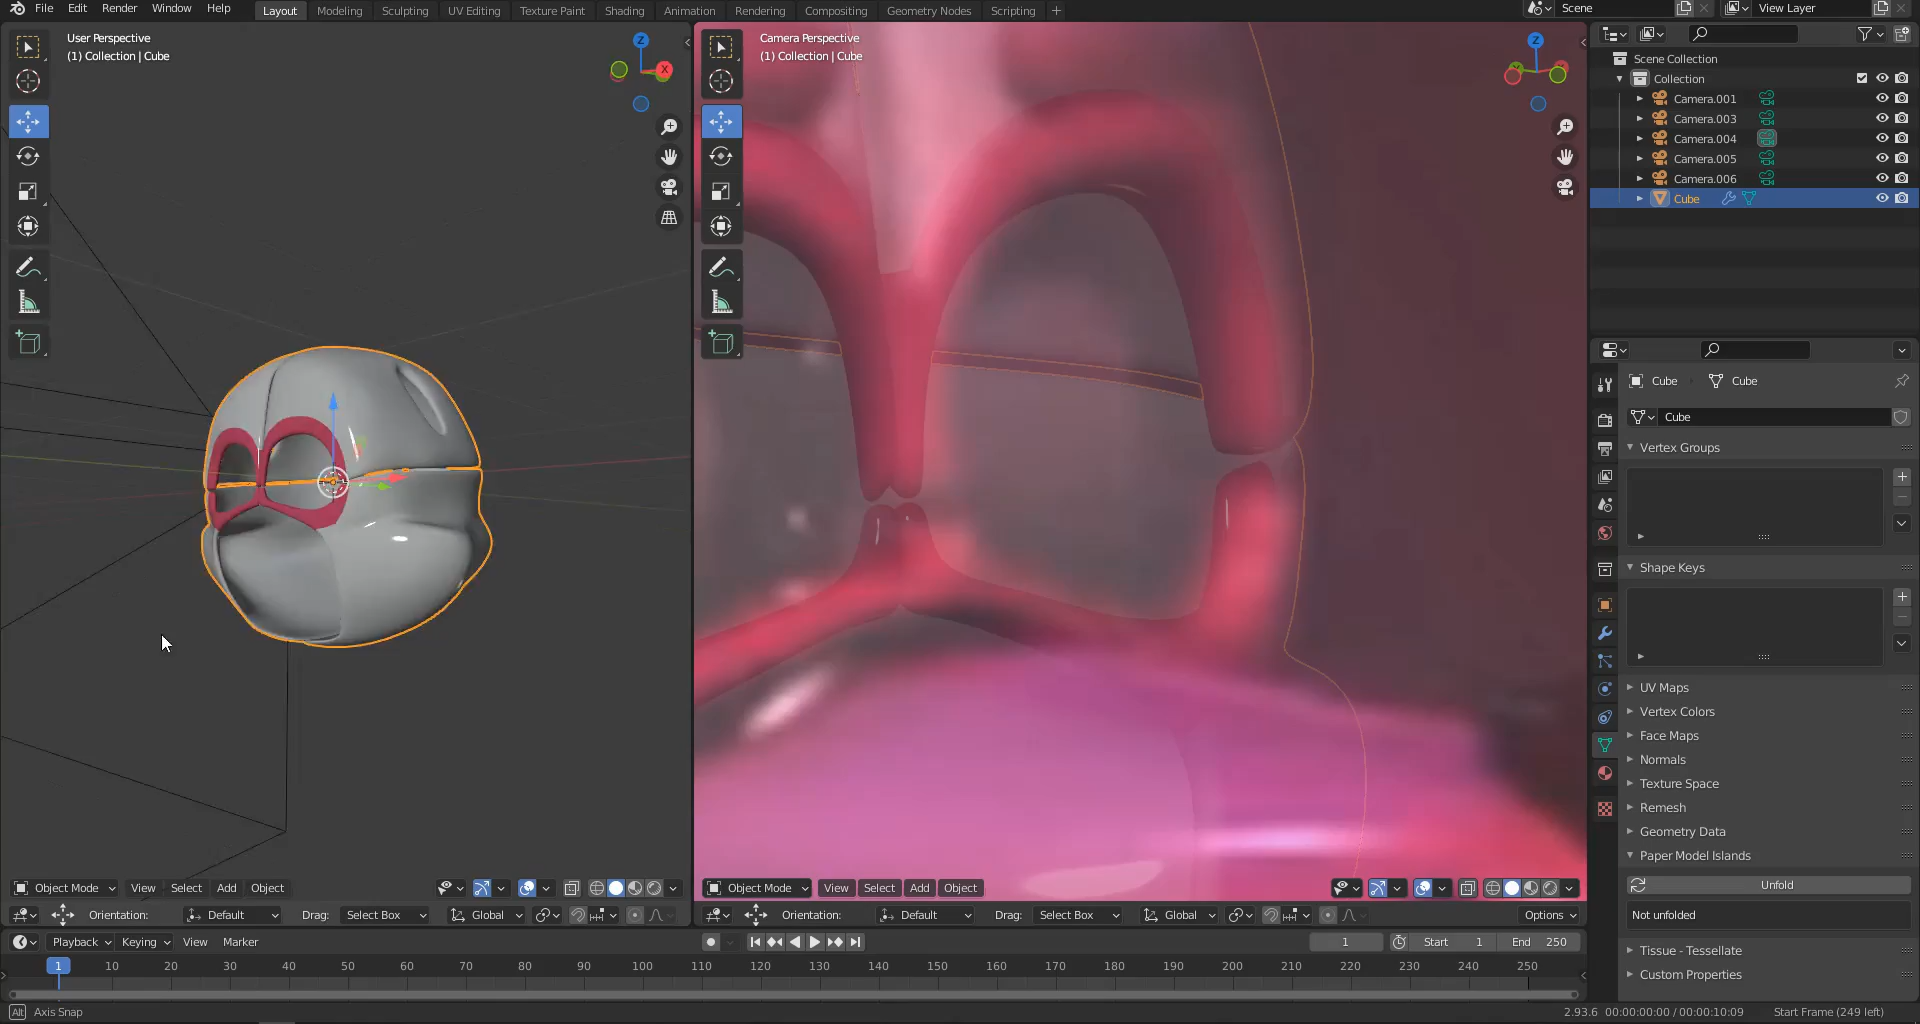 File Edit Render Window Help Layout Modeling Sculpting UV Editing Texture Paint Shading Animation Rendering Compositing Geometry Nodes Scripting + Scene View Layer
User Perspective
(1) Collection | Cube
Z
X
Camera Perspective
(1) Collection | Cube
Z
Scene Collection
Collection
Camera.001
Camera.003
Camera.004
Camera.005
Camera.006
Cube
Cube Cube
Cube
Vertex Groups
Shape Keys
UV Maps
Vertex Colors
Face Maps
Normals
Texture Space
Remesh
Geometry Data
Paper Model Islands
Unfold
Not unfolded
Tissue - Tessellate
Custom Properties
Object Mode View Select Add Object
Orientation: Default Drag: Select Box Global
Object Mode View Select Add Object
Orientation: Default Drag: Select Box Global Options
Playback Keying View Marker 1 Start 1 End 250
1 10 20 30 40 50 60 70 80 90 100 110 120 130 140 150 160 170 180 190 200 210 220 230 240 250
Alt Axis Snap 2.93.6 00:00:00:00 / 00:00:10:09 Start Frame (249 left)